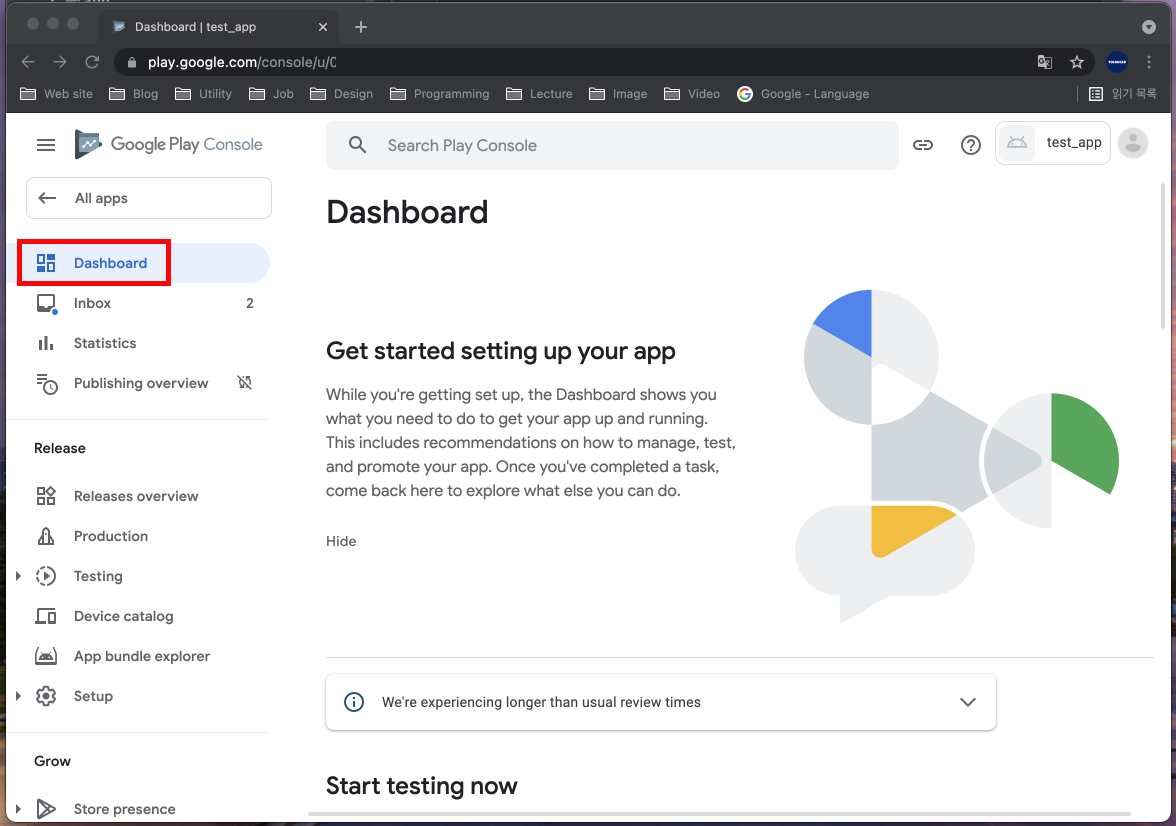 Dashboard | test_app
play.google.com/console/u/0
Web site
Blog
Utility
Job
Design
Programming
Lecture
Image
Video
Google - Language
읽기 목록
Google Play Console
Search Play Console
test_app
All apps
Dashboard
Inbox
2
Statistics
Publishing overview
Release
Releases overview
Production
Testing
Device catalog
App bundle explorer
Setup
Grow
Store presence
Dashboard
Get started setting up your app
While you're getting set up, the Dashboard shows you
what you need to do to get your app up and running.
This includes recommendations on how to manage, test,
and promote your app. Once you've completed a task,
come back here to explore what else you can do.
Hide
We're experiencing longer than usual review times
Start testing now